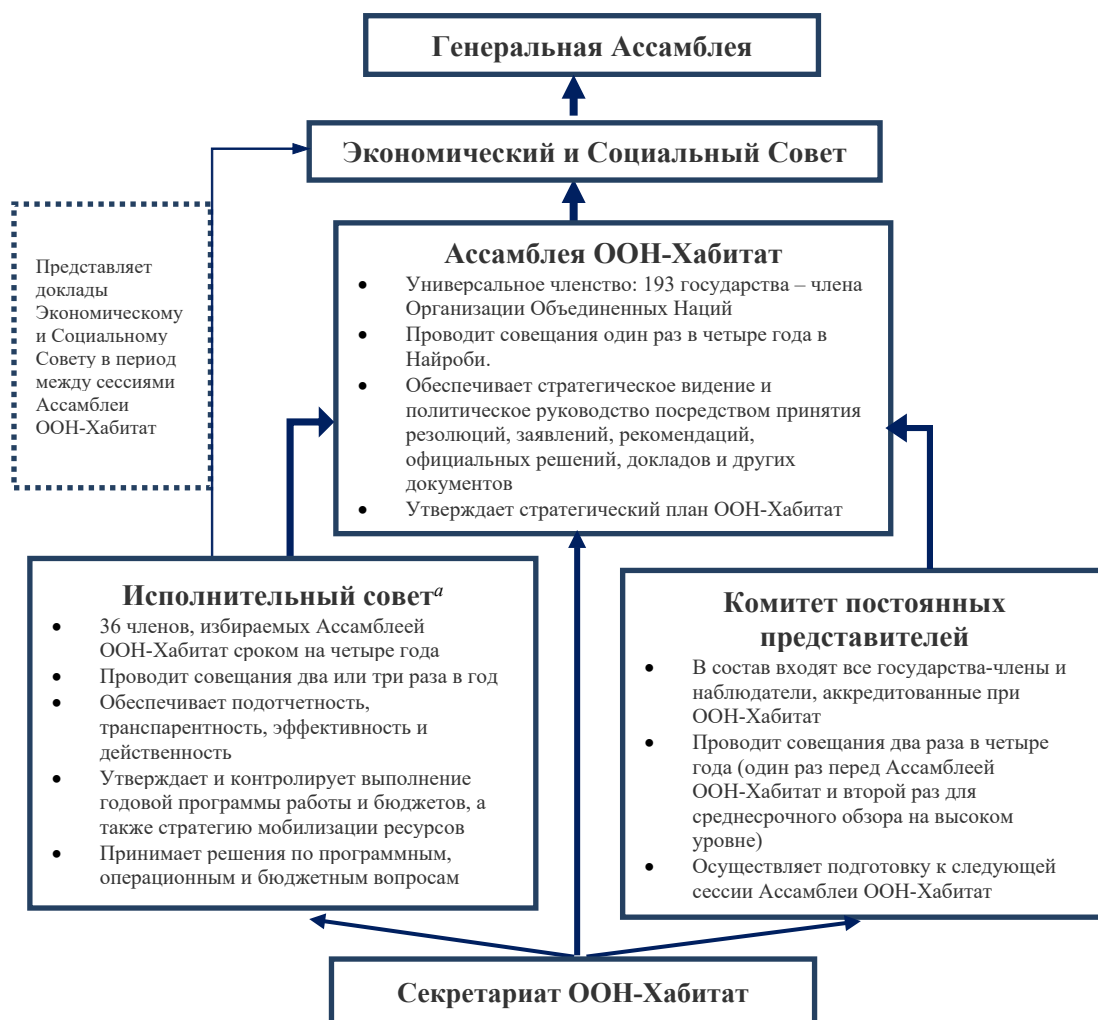 Генеральная Ассамблея
Экономический и Социальный Совет
Представляет
доклады
Экономическому
и Социальному
Совету в период
между сессиями
Ассамблеи
ООН-Хабитат
Ассамблея ООН-Хабитат
• Универсальное членство: 193 государства – члена
Организации Объединенных Наций
• Проводит совещания один раз в четыре года в
Найроби.
• Обеспечивает стратегическое видение и
политическое руководство посредством принятия
резолюций, заявлений, рекомендаций,
официальных решений, докладов и других
документов
• Утверждает стратегический план ООН-Хабитат
Исполнительный совет^a
• 36 членов, избираемых Ассамблеей
ООН-Хабитат сроком на четыре года
• Проводит совещания два или три раза в год
• Обеспечивает подотчетность,
транспарентность, эффективность и
действенность
• Утверждает и контролирует выполнение
годовой программы работы и бюджетов, а
также стратегию мобилизации ресурсов
• Принимает решения по программным,
операционным и бюджетным вопросам
Комитет постоянных
представителей
• В состав входят все государства-члены и
наблюдатели, аккредитованные при
ООН-Хабитат
• Проводит совещания два раза в четыре
года (один раз перед Ассамблеей
ООН-Хабитат и второй раз для
среднесрочного обзора на высоком
уровне)
• Осуществляет подготовку к следующей
сессии Ассамблеи ООН-Хабитат
Секретариат ООН-Хабитат